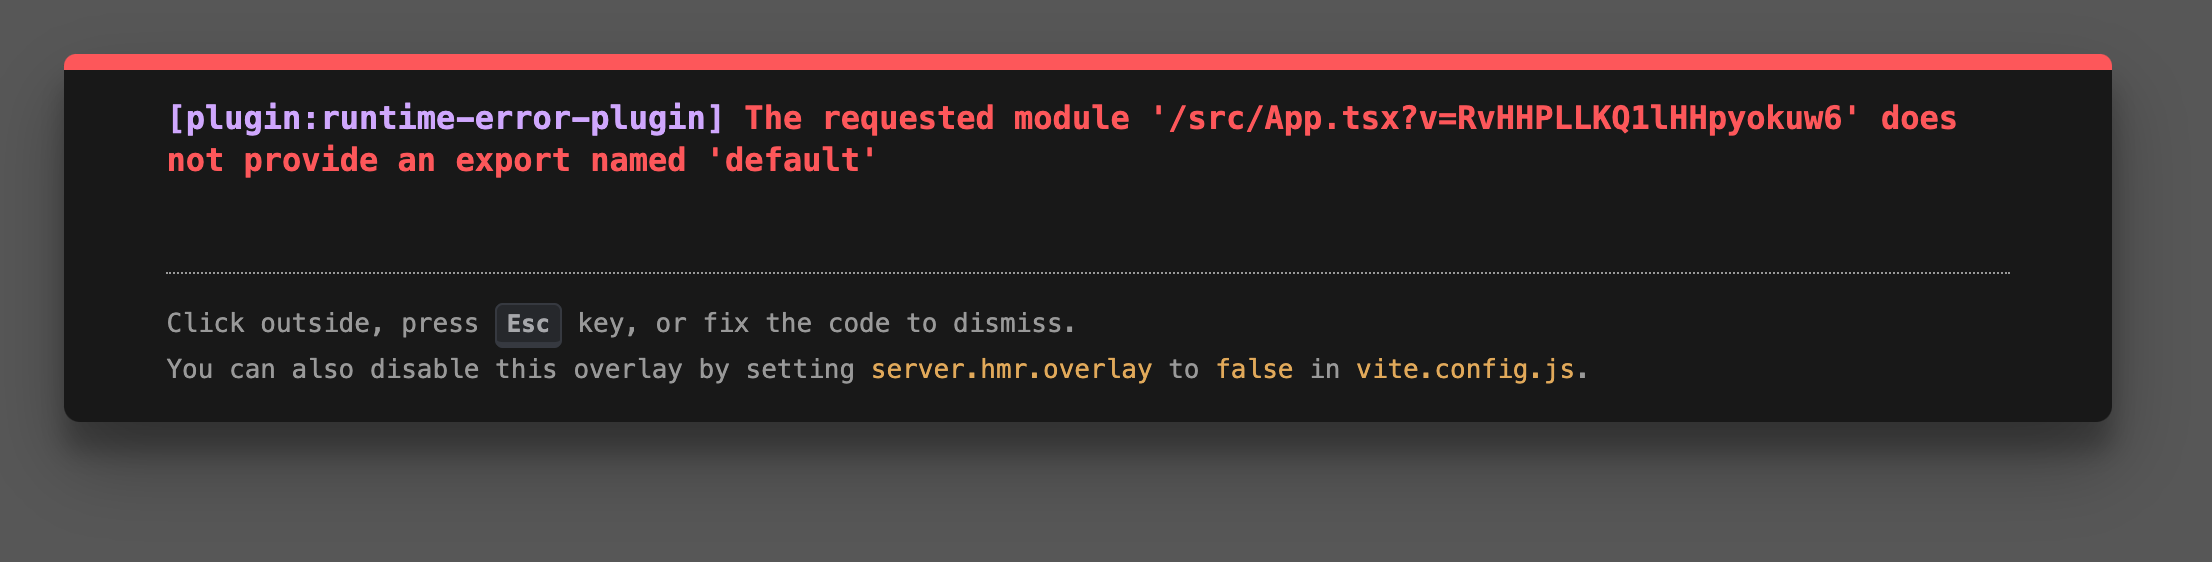 [plugin:runtime-error-plugin] The requested module '/src/App.tsx?v=RvHHPLLKQ1lHHpyokuw6' does
not provide an export named 'default'
Click outside, press Esc key, or fix the code to dismiss.
You can also disable this overlay by setting server.hmr.overlay to false in vite.config.js.